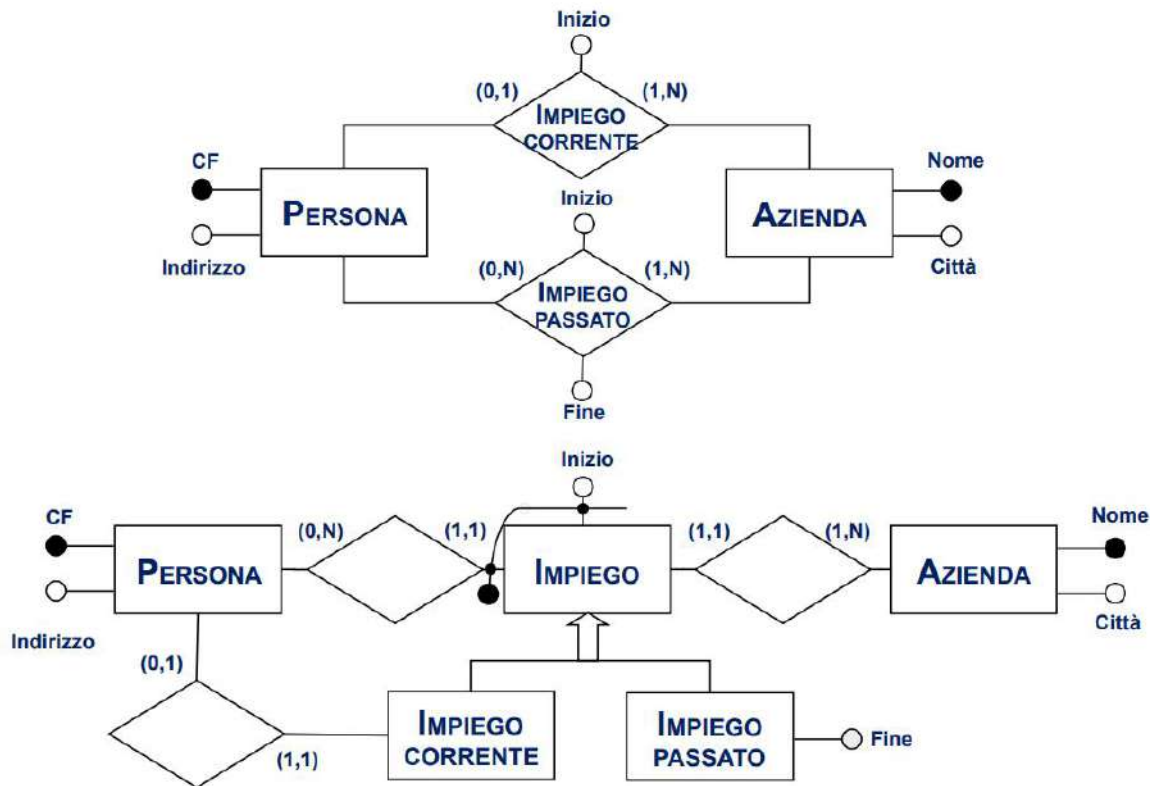 Inizio
(0,1)
(1,N)
IMPIEGO
CORRENTE
CF
Nome
PERSONA
Inizio
AZIENDA
Indirizzo
(0,N)
(1,N)
Città
IMPIEGO
PASSATO
Fine
Inizio
CF
(0,N)
(1,1)
(1,1)
(1,N)
Nome
PERSONA
IMPIEGO
AZIENDA
Indirizzo
Città
(0,1)
IMPIEGO
CORRENTE
IMPIEGO
PASSATO
Fine
(1,1)